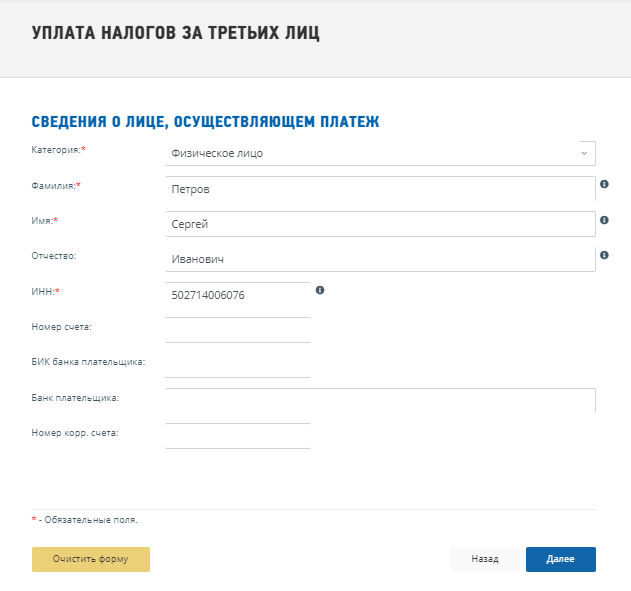 УПЛАТА НАЛОГОВ ЗА ТРЕТЬИХ ЛИЦ
СВЕДЕНИЯ О ЛИЦЕ, ОСУЩЕСТВЛЯЮЩЕМ ПЛАТЕЖ
Категория:* Физическое лицо
Фамилия:* Петров
Имя:* Сергей
Отчество: Иванович
ИНН:* 502714006076
Номер счета:
БИК банка плательщика:
Банк плательщика:
Номер корр. счета:
* - Обязательные поля.
Очистить форму Назад Далее